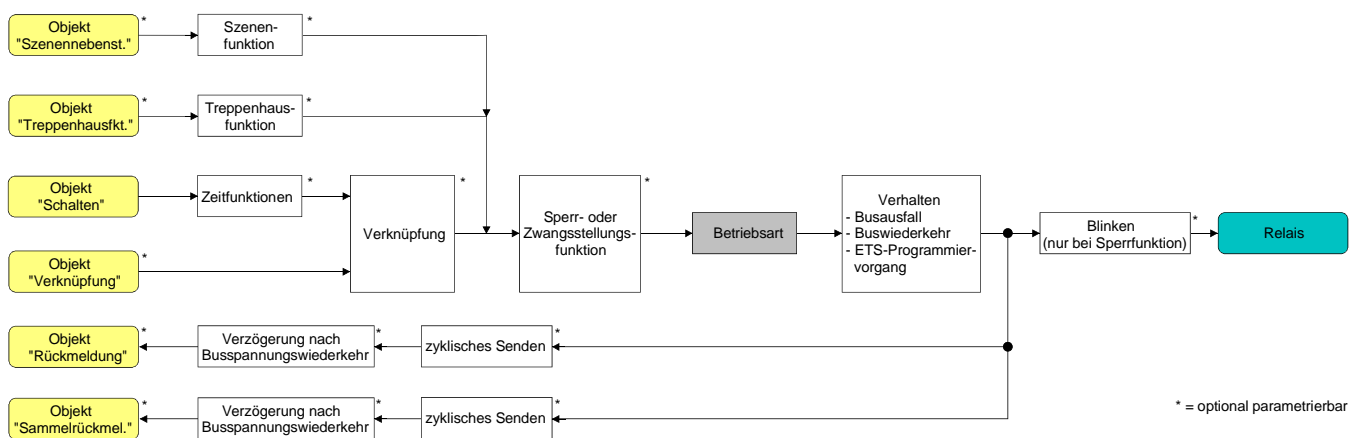 Objekt
"Szenennebenst."
*
Szenen-
funktion
*
Objekt
"Treppenhausfkt."
*
Treppenhaus-
funktion
*
Objekt
"Schalten"
Zeitfunktionen
*
Objekt
"Verknüpfung"
*
Verknüpfung
*
Sperr- oder
Zwangsstellungs-
funktion
*
Betriebsart
Verhalten
- Busausfall
- Buswiederkehr
- ETS-Programmier-
vorgang
Blinken
(nur bei Sperrfunktion)
*
Relais
Objekt
"Rückmeldung"
*
Verzögerung nach
Busspannungswiederkehr
*
zyklisches Senden
*
Objekt
"Sammelrückmel."
*
Verzögerung nach
Busspannungswiederkehr
*
zyklisches Senden
*
* = optional parametrierbar